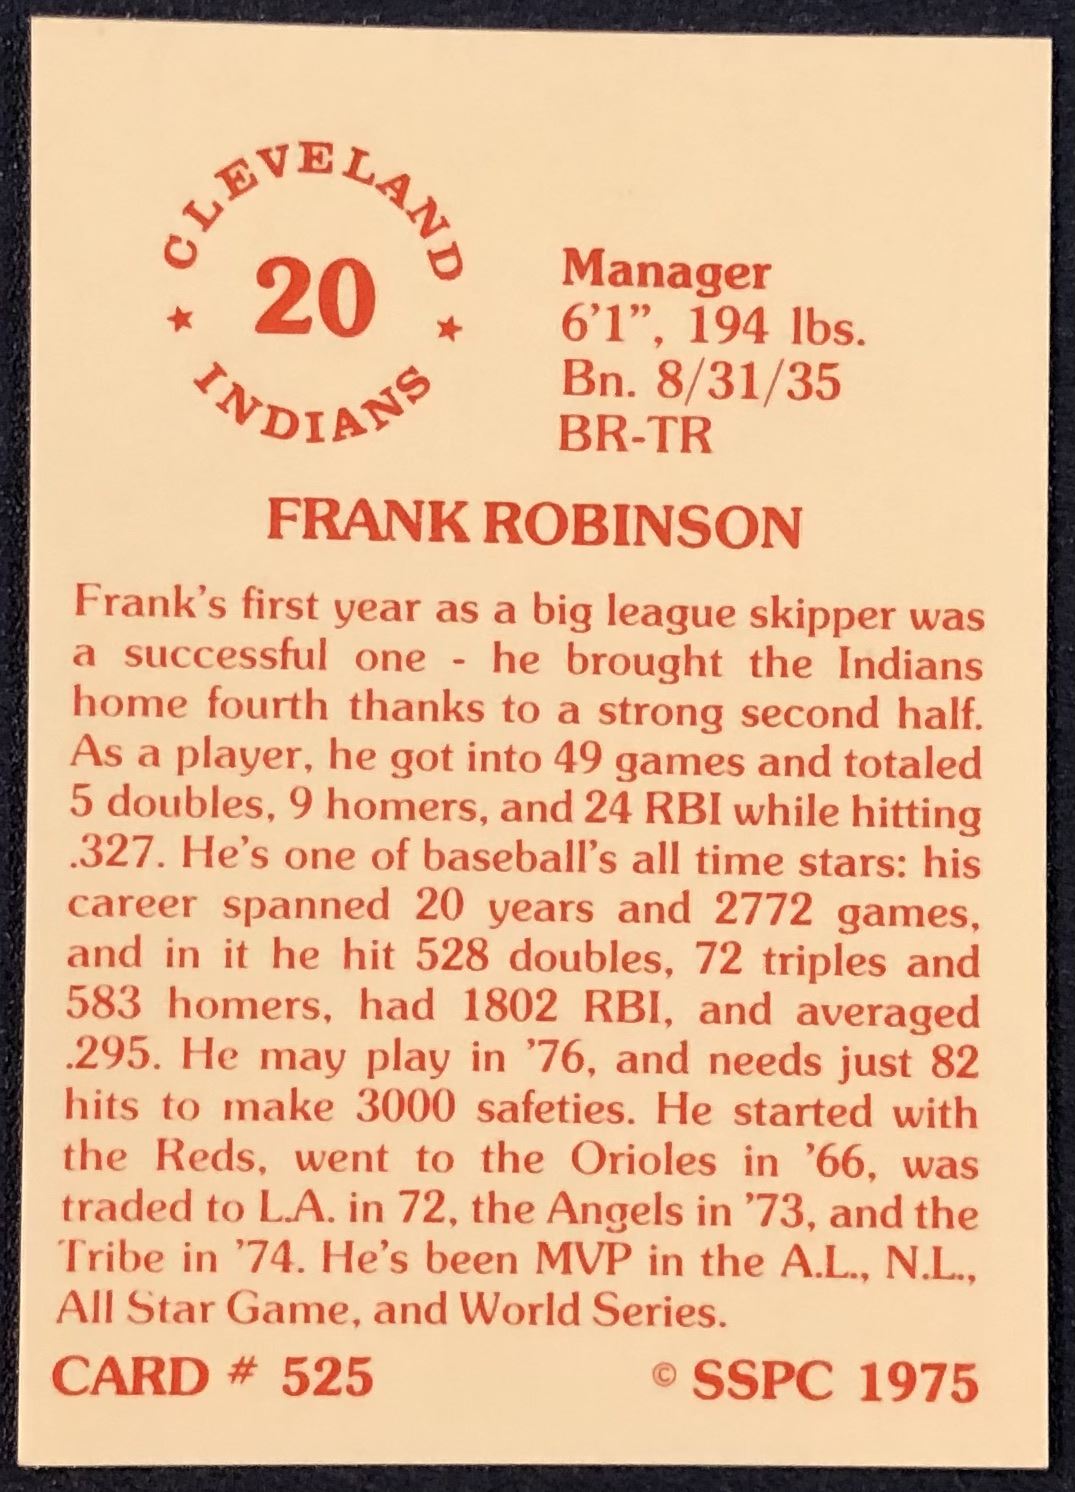 CLEVELAND
20
INDIANS
Manager
6'1", 194 lbs.
Bn. 8/31/35
BR-TR
FRANK ROBINSON
Frank's first year as a big league skipper was
a successful one - he brought the Indians
home fourth thanks to a strong second half.
As a player, he got into 49 games and totaled
5 doubles, 9 homers, and 24 RBI while hitting
.327. He's one of baseball's all time stars: his
career spanned 20 years and 2772 games,
and in it he hit 528 doubles, 72 triples and
583 homers, had 1802 RBI, and averaged
.295. He may play in '76, and needs just 82
hits to make 3000 safeties. He started with
the Reds, went to the Orioles in '66, was
traded to L.A. in 72, the Angels in '73, and the
Tribe in '74. He's been MVP in the A.L., N.L.,
All Star Game, and World Series.
CARD # 525 © SSPC 1975